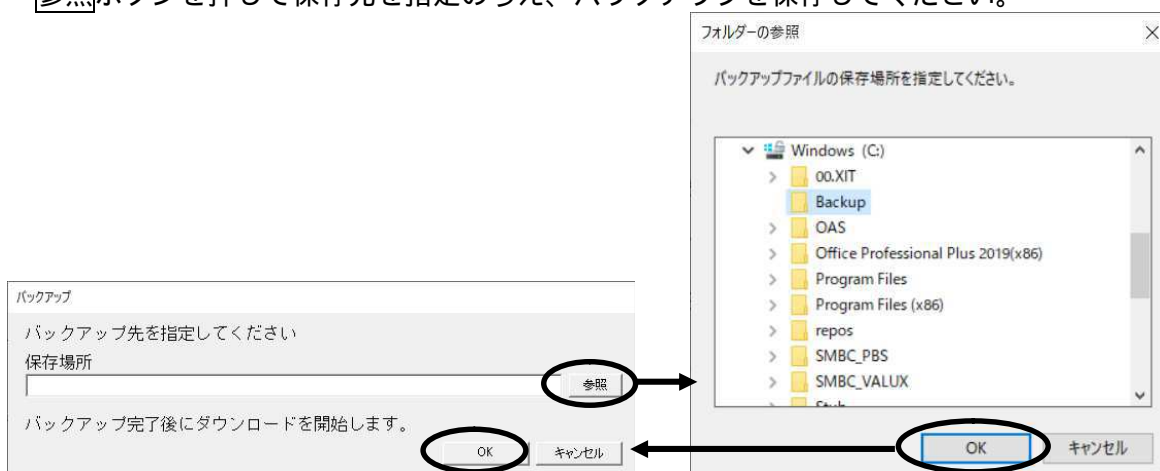 参照ボタンを押して保存先を指定のうえ、バックアップを保存してください。
フォルダーの参照
バックアップファイルの保存場所を指定してください。
Windows (C:)
00.XIT
Backup
OAS
Office Professional Plus 2019(x86)
Program Files
Program Files (x86)
repos
SMBC_PBS
SMBC_VALUX
OK
キャンセル
バックアップ
バックアップ先を指定してください
保存場所
参照
バックアップ完了後にダウンロードを開始します。
OK
キャンセル